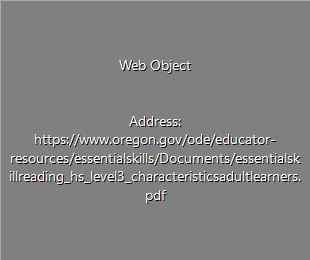 Web Object
Address:
https://www.oregon.gov/ode/educator-
resources/essentialskills/Documents/essentialsk
illreading_hs_level3_characteristicsadultlearners.
pdf